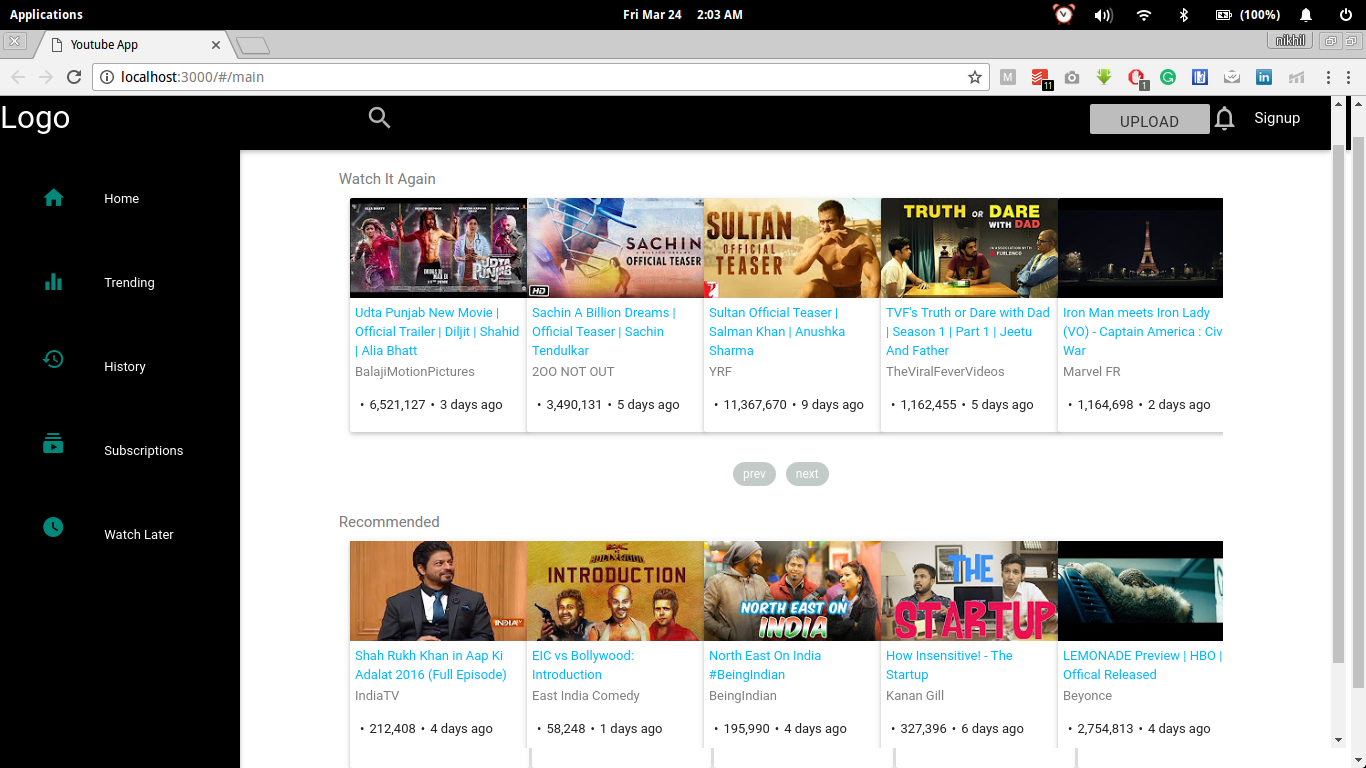 Applications
Fri Mar 24 2:03 AM
(100%)
Youtube App
nikhil
localhost:3000/#/main
11
1
Logo
UPLOAD
Signup
Home
Trending
History
Subscriptions
Watch Later
Watch It Again
UDTA PUNJAB
SACHIN
OFFICIAL TEASER
HD
SULTAN
OFFICIAL
TEASER
TRUTH OR DARE
WITH DAD
Udta Punjab New Movie |
Official Trailer | Diljit | Shahid
| Alia Bhatt
BalajiMotionPictures
• 6,521,127 • 3 days ago
Sachin A Billion Dreams |
Official Teaser | Sachin
Tendulkar
2OO NOT OUT
• 3,490,131 • 5 days ago
Sultan Official Teaser |
Salman Khan | Anushka
Sharma
YRF
• 11,367,670 • 9 days ago
TVF's Truth or Dare with Dad
| Season 1 | Part 1 | Jeetu
And Father
TheViralFeverVideos
• 1,162,455 • 5 days ago
Iron Man meets Iron Lady
(VO) - Captain America : Civ
War
Marvel FR
• 1,164,698 • 2 days ago
prev
next
Recommended
INDIA TV
BOLLYWOOD
INTRODUCTION
NORTH EAST ON
INDIA
THE
STARTUP
Shah Rukh Khan in Aap Ki
Adalat 2016 (Full Episode)
IndiaTV
• 212,408 • 4 days ago
EIC vs Bollywood:
Introduction
East India Comedy
• 58,248 • 1 days ago
North East On India
#BeingIndian
BeingIndian
• 195,990 • 4 days ago
How Insensitive! - The
Startup
Kanan Gill
• 327,396 • 6 days ago
LEMONADE Preview | HBO |
Offical Released
Beyonce
• 2,754,813 • 4 days ago